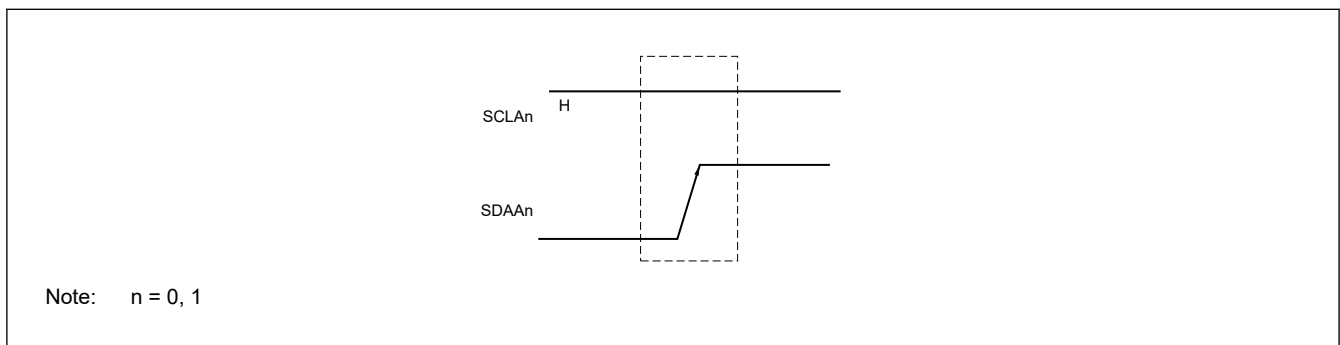 H
SCLAn
SDAAn
Note: n = 0, 1